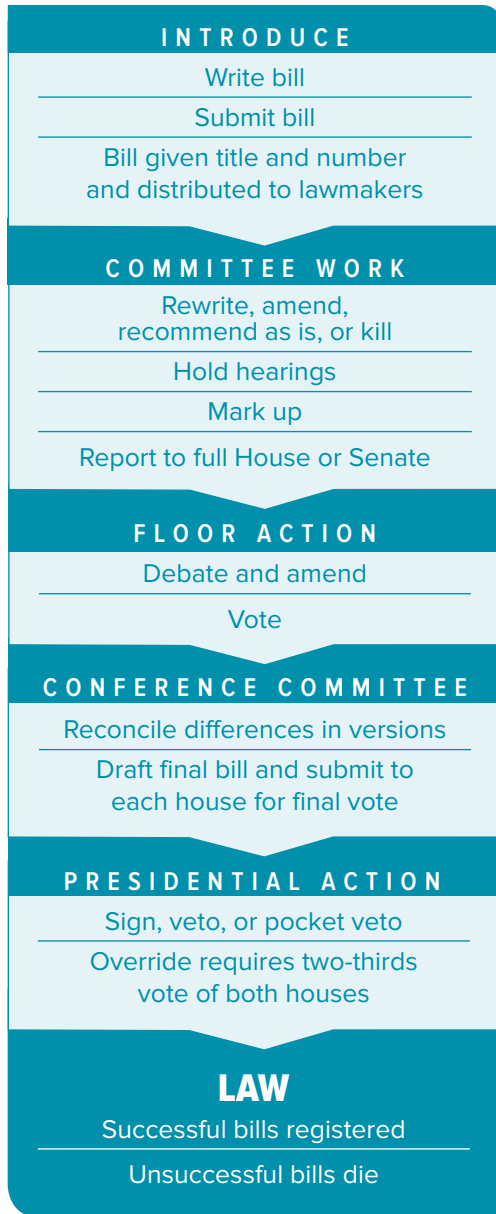 INTRODUCE
Write bill
Submit bill
Bill given title and number
and distributed to lawmakers
COMMITTEE WORK
Rewrite, amend,
recommend as is, or kill
Hold hearings
Mark up
Report to full House or Senate
FLOOR ACTION
Debate and amend
Vote
CONFERENCE COMMITTEE
Reconcile differences in versions
Draft final bill and submit to
each house for final vote
PRESIDENTIAL ACTION
Sign, veto, or pocket veto
Override requires two-thirds
vote of both houses
LAW
Successful bills registered
Unsuccessful bills die